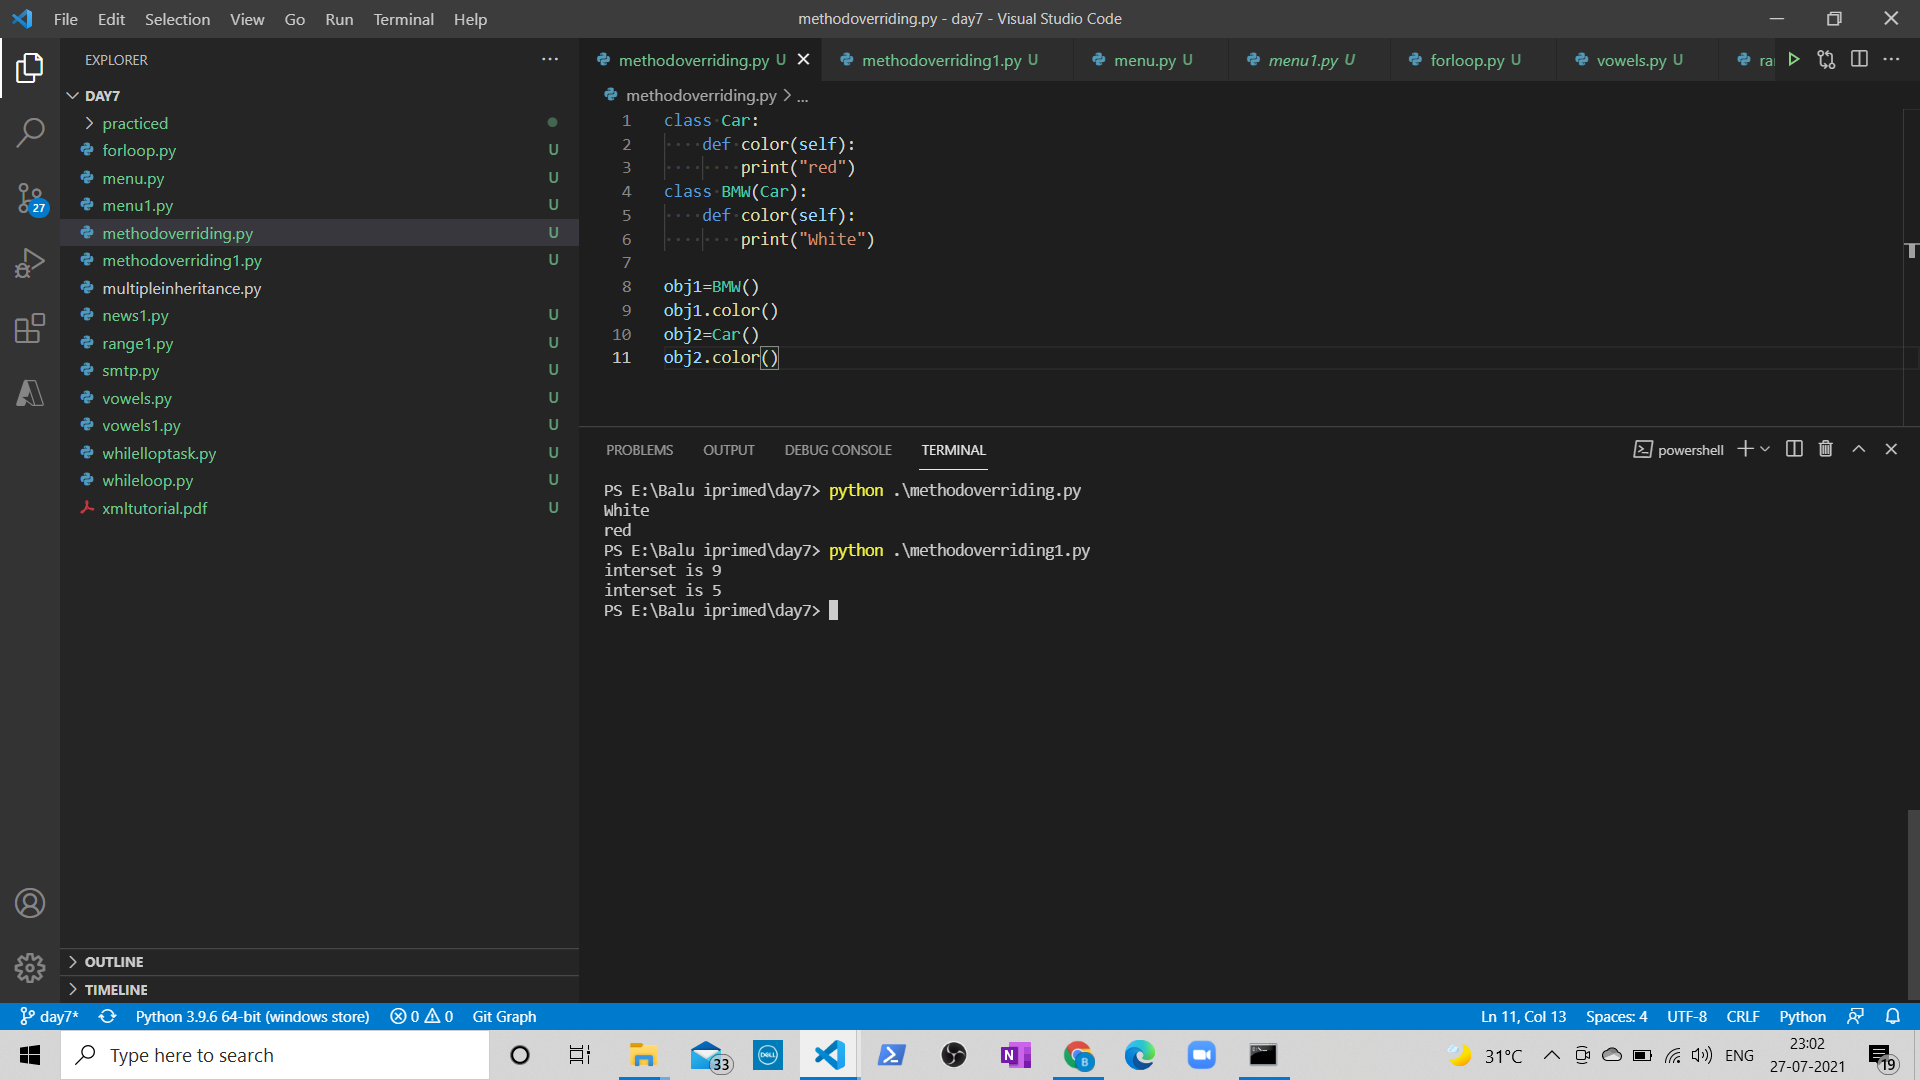 File Edit Selection View Go Run Terminal Help
methodoverriding.py - day7 - Visual Studio Code
EXPLORER
DAY7
practiced
forloop.py U
menu.py U
menu1.py U
methodoverriding.py U
methodoverriding1.py U
multipleinheritance.py
news1.py U
range1.py U
smtp.py U
vowels.py U
vowels1.py U
whilelloptask.py U
whileloop.py U
xmltutorial.pdf U
OUTLINE
TIMELINE
27
methodoverriding.py U methodoverriding1.py U menu.py U menu1.py U forloop.py U vowels.py U ra
methodoverriding.py > ...
1 class Car:
2 def color(self):
3 print("red")
4 class BMW(Car):
5 def color(self):
6 print("White")
7
8 obj1=BMW()
9 obj1.color()
10 obj2=Car()
11 obj2.color()
PROBLEMS OUTPUT DEBUG CONSOLE TERMINAL
powershell
PS E:\Balu iprimed\day7> python .\methodoverriding.py
White
red
PS E:\Balu iprimed\day7> python .\methodoverriding1.py
interset is 9
interset is 5
PS E:\Balu iprimed\day7>
day7* Python 3.9.6 64-bit (windows store) 0 0 Git Graph
Ln 11, Col 13 Spaces: 4 UTF-8 CRLF Python
Type here to search
33
DELL
N
B
31°C
ENG
23:02
27-07-2021
19